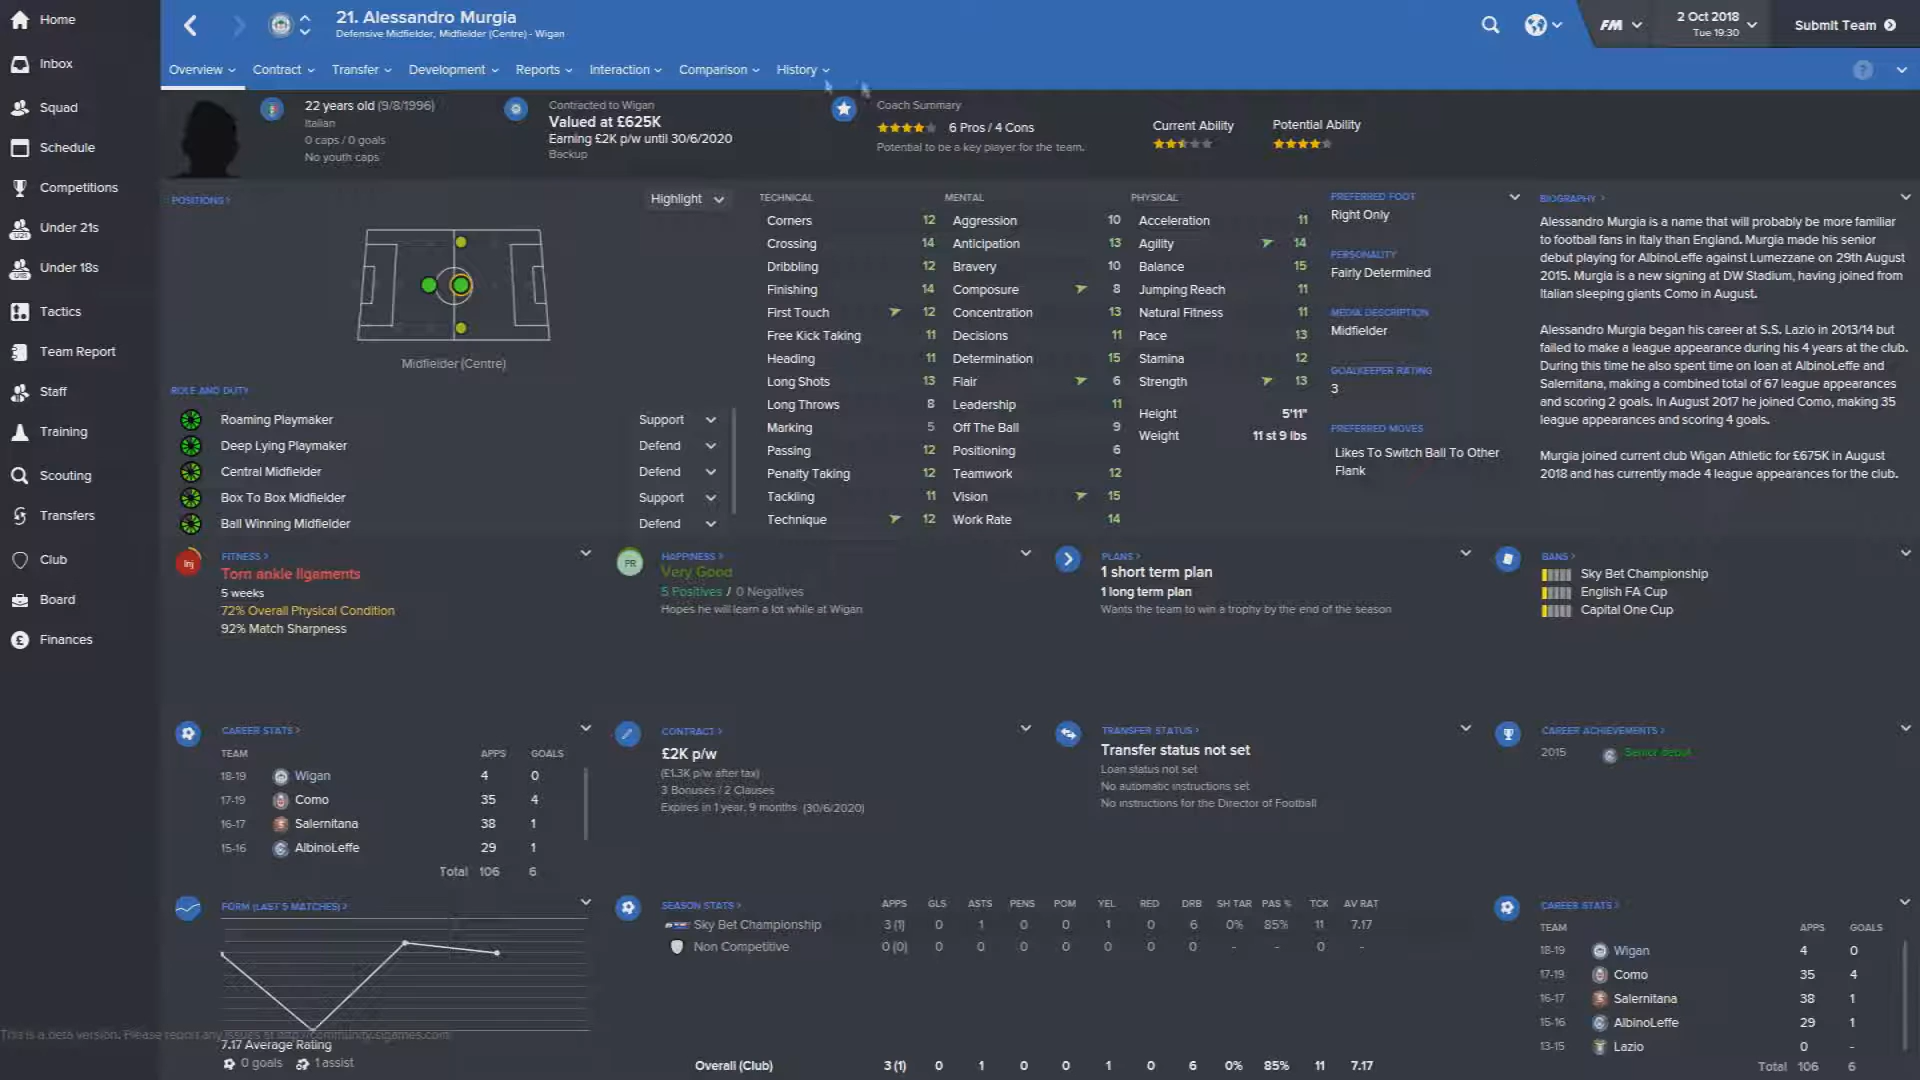 Home
Inbox
Squad
Schedule
Competitions
Under 21s
Under 18s
Tactics
Team Report
Staff
Training
Scouting
Transfers
Club
Board
Finances
21. Alessandro Murgia
Defensive Midfielder, Midfielder (Centre) - Wigan
FM
2 Oct 2018
Tue 19:30
Submit Team
Overview Contract Transfer Development Reports Interaction Comparison History
22 years old (9/8/1996)
Italian
0 caps / 0 goals
No youth caps
Contracted to Wigan
Valued at £625K
Earning £2K p/w until 30/6/2020
Backup
Coach Summary
6 Pros / 4 Cons
Potential to be a key player for the team.
Current Ability
Potential Ability
POSITIONS >
Highlight
Midfielder (Centre)
ROLE AND DUTY
Roaming Playmaker Support
Deep Lying Playmaker Defend
Central Midfielder Defend
Box To Box Midfielder Support
Ball Winning Midfielder Defend
TECHNICAL
Corners 12
Crossing 14
Dribbling 12
Finishing 14
First Touch 12
Free Kick Taking 11
Heading 11
Long Shots 13
Long Throws 8
Marking 5
Passing 12
Penalty Taking 12
Tackling 11
Technique 12
MENTAL
Aggression 10
Anticipation 13
Bravery 10
Composure 8
Concentration 13
Decisions 11
Determination 15
Flair 6
Leadership 11
Off The Ball 9
Positioning 6
Teamwork 12
Vision 15
Work Rate 14
PHYSICAL
Acceleration 11
Agility 14
Balance 15
Jumping Reach 11
Natural Fitness 11
Pace 13
Stamina 12
Strength 13
Height 5'11"
Weight 11 st 9 lbs
PREFERRED FOOT
Right Only
PERSONALITY
Fairly Determined
MEDIA DESCRIPTION
Midfielder
GOALKEEPER RATING
3
PREFERRED MOVES
Likes To Switch Ball To Other
Flank
BIOGRAPHY >
Alessandro Murgia is a name that will probably be more familiar
to football fans in Italy than England. Murgia made his senior
debut playing for AlbinoLeffe against Lumezzane on 29th August
2015. Murgia is a new signing at DW Stadium, having joined from
Italian sleeping giants Como in August.
Alessandro Murgia began his career at S.S. Lazio in 2013/14 but
failed to make a league appearance during his 4 years at the club.
During this time he also spent time on loan at AlbinoLeffe and
Salernitana, making a combined total of 67 league appearances
and scoring 2 goals. In August 2017 he joined Como, making 35
league appearances and scoring 4 goals.
Murgia joined current club Wigan Athletic for £675K in August
2018 and has currently made 4 league appearances for the club.
Inj
FITNESS >
Torn ankle ligaments
5 weeks
72% Overall Physical Condition
92% Match Sharpness
PR
HAPPINESS >
Very Good
5 Positives / 0 Negatives
Hopes he will learn a lot while at Wigan
PLANS >
1 short term plan
1 long term plan
Wants the team to win a trophy by the end of the season
BANS >
Sky Bet Championship
English FA Cup
Capital One Cup
CAREER STATS >
TEAM APPS GOALS
18-19 Wigan 4 0
17-19 Como 35 4
16-17 Salernitana 38 1
15-16 AlbinoLeffe 29 1
Total 106 6
CONTRACT >
£2K p/w
(£1.3K p/w after tax)
3 Bonuses / 2 Clauses
Expires in 1 year, 9 months (30/6/2020)
TRANSFER STATUS >
Transfer status not set
Loan status not set
No automatic instructions set
No instructions for the Director of Football
CAREER ACHIEVEMENTS >
2015 Senior debut
FORM (LAST 5 MATCHES) >
This is a beta version. Please report any issues at http://community.sigames.com
7.17 Average Rating
0 goals 1 assist
SEASON STATS > APPS GLS ASTS PENS POM YEL RED DRB SH TAR PAS % TCK AV RAT
Sky Bet Championship 3 (1) 0 1 0 0 1 0 6 0% 85% 11 7.17
Non Competitive 0 (0) 0 0 0 0 0 0 0 - - 0 -
Overall (Club) 3 (1) 0 1 0 0 1 0 6 0% 85% 11 7.17
CAREER STATS >
TEAM APPS GOALS
18-19 Wigan 4 0
17-19 Como 35 4
16-17 Salernitana 38 1
15-16 AlbinoLeffe 29 1
13-15 Lazio 0 -
Total 106 6